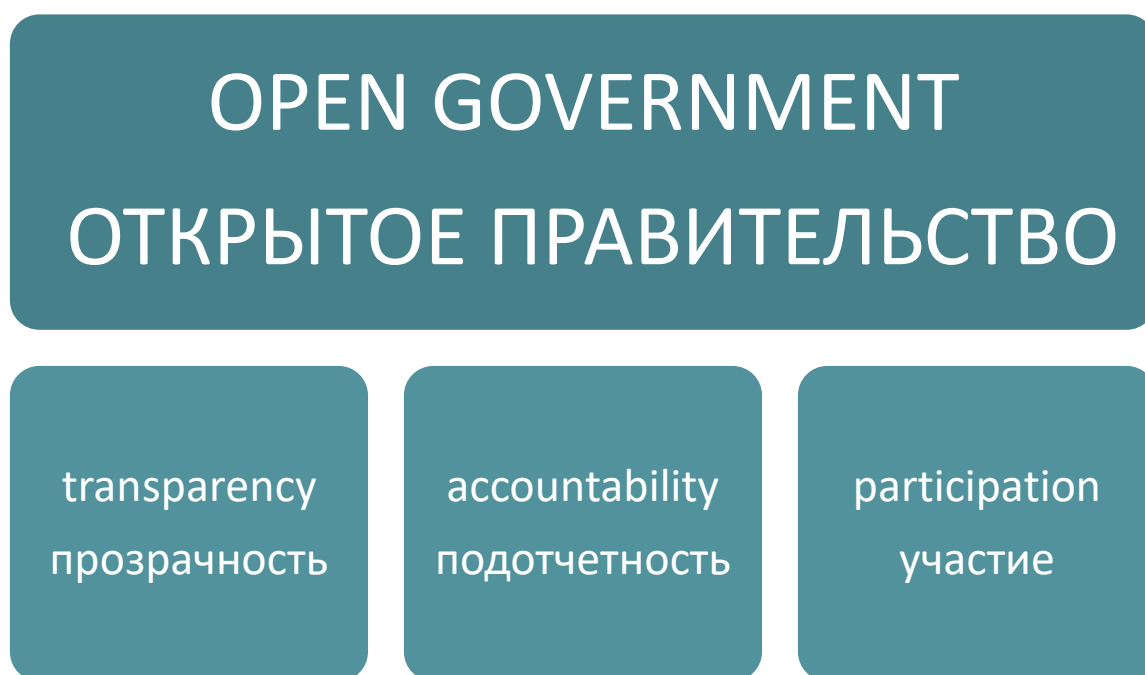 OPEN GOVERNMENT
ОТКРЫТОЕ ПРАВИТЕЛЬСТВО
transparency
прозрачность
accountability
подотчетность
participation
участие